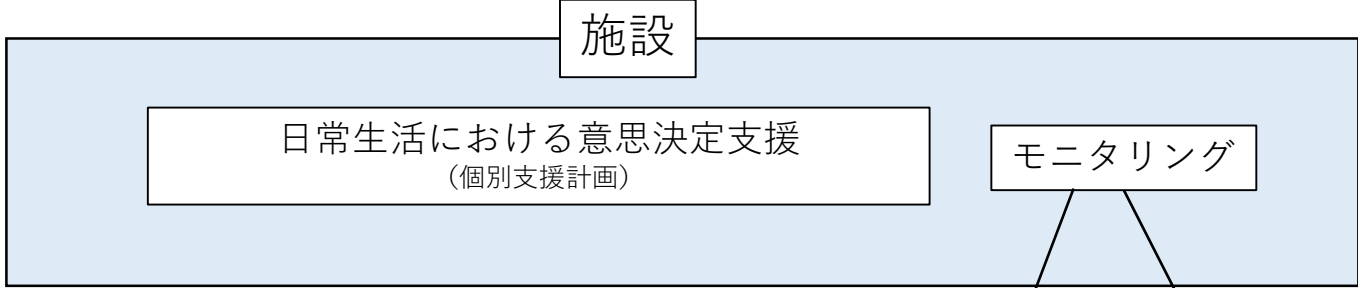 施設
日常生活における意思決定支援
（個別支援計画）
モニタリング